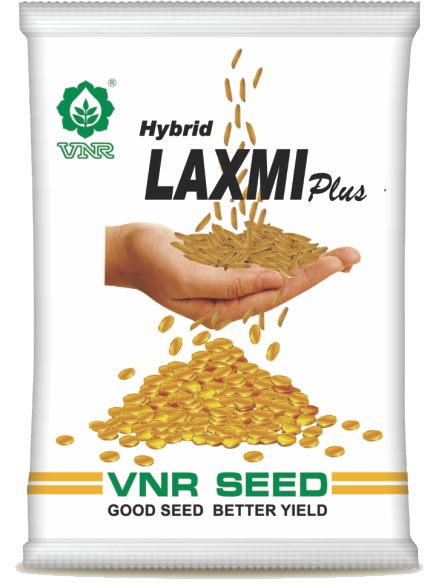 ®
VNR
Hybrid
LAXMI Plus
VNR SEED
GOOD SEED BETTER YIELD